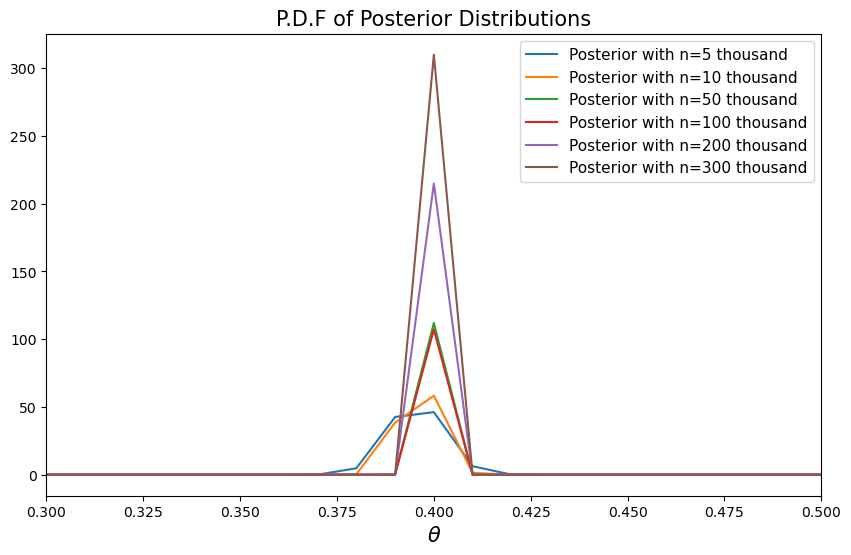 P.D.F of Posterior Distributions
Posterior with n=5 thousand
Posterior with n=10 thousand
Posterior with n=50 thousand
Posterior with n=100 thousand
Posterior with n=200 thousand
Posterior with n=300 thousand
300
250
200
150
100
50
0
0.300 0.325 0.350 0.375 0.400 0.425 0.450 0.475 0.500
θ